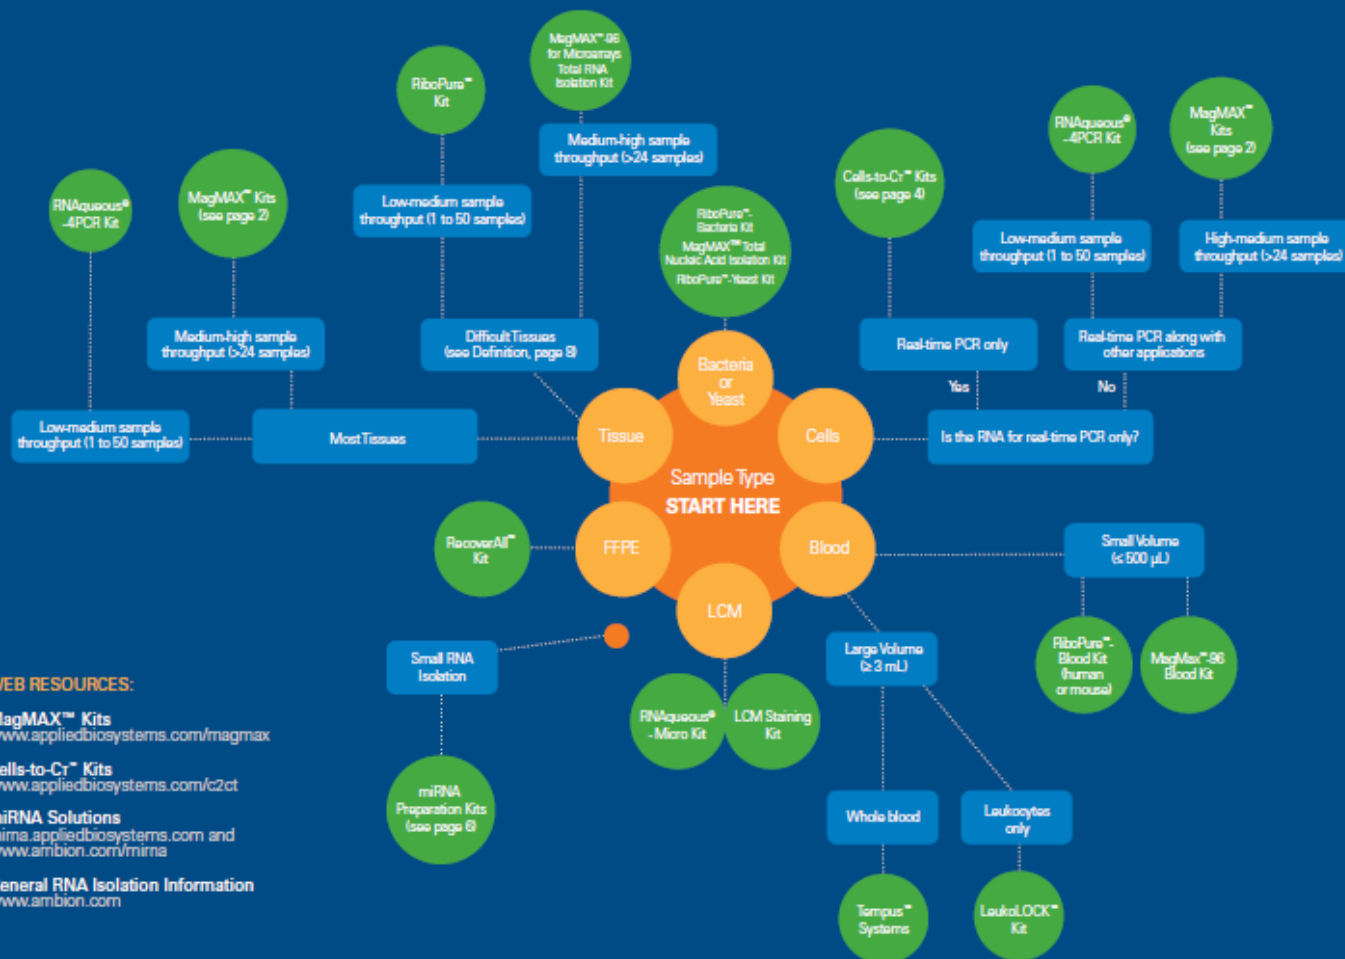 MagMAX™-96
for Microarrays
Total RNA
Isolation Kit
RiboPure™
Kit
RNAqueous®
-4PCR Kit
MagMAX™
Kits
(see page 2)
Medium-high sample
throughput (>24 samples)
Cells-to-CT™ Kits
(see page 4)
RNAqueous®
-4PCR Kit
MagMAX™ Kits
(see page 2)
Low-medium sample
throughput (1 to 50 samples)
RiboPure™-
Bacteria Kit
MagMAX™ Total
Nucleic Acid Isolation Kit
RiboPure™-Yeast Kit
Low-medium sample
throughput (1 to 50 samples)
High-medium sample
throughput (>24 samples)
Medium-high sample
throughput (>24 samples)
Difficult Tissues
(see Definition, page 8)
Real-time PCR only
Real-time PCR along with
other applications
Bacteria
or
Yeast
Yes
No
Low-medium sample
throughput (1 to 50 samples)
Most Tissues
Tissue
Cells
Is the RNA for real-time PCR only?
Sample Type
START HERE
RecoverAll™
Kit
FFPE
Blood
Small Volume
(≤ 500 µL)
LCM
Small RNA
Isolation
Large Volume
(≥ 3 mL)
RiboPure™-
Blood Kit
(human
or mouse)
MagMax™-96
Blood Kit
RNAqueous®
- Micro Kit
LCM Staining
Kit
miRNA
Preparation Kits
(see page 6)
Whole blood
Leukocytes
only
Tempus™
Systems
LeukoLOCK™
Kit
WEB RESOURCES:
MagMAX™ Kits
www.appliedbiosystems.com/magmax
Cells-to-CT™ Kits
www.appliedbiosystems.com/c2ct
miRNA Solutions
mirna.appliedbiosystems.com and
www.ambion.com/mirna
General RNA Isolation Information
www.ambion.com